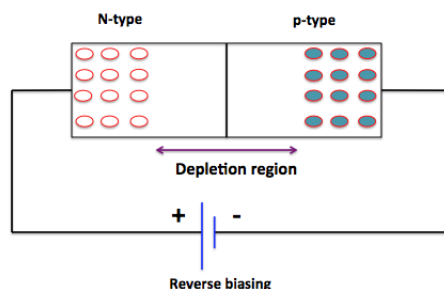 N-type p-type
Depletion region
+ -
Reverse biasing